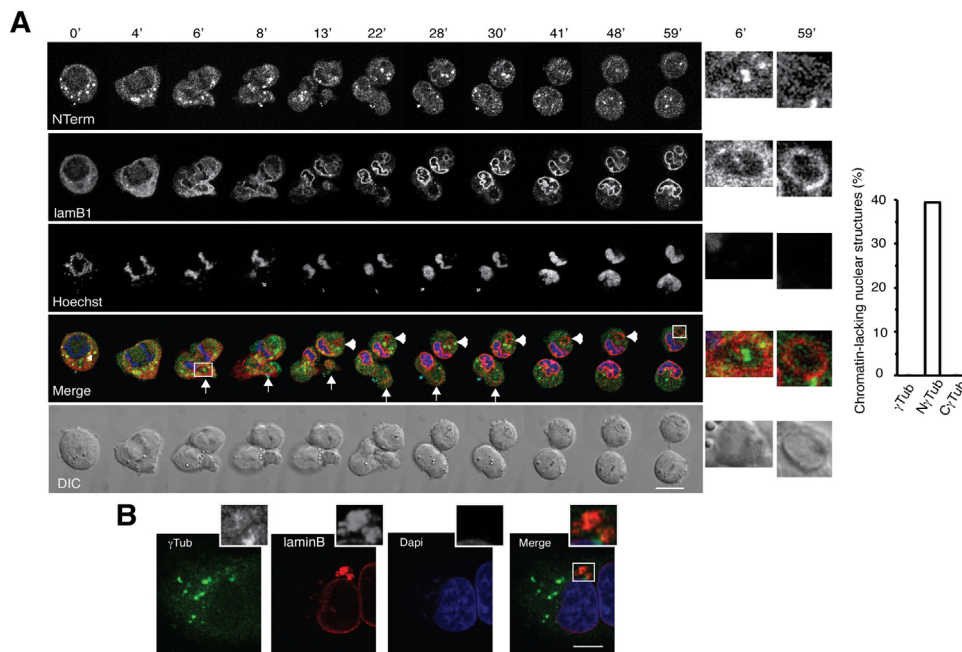 A
0' 4' 6' 8' 13' 22' 28' 30' 41' 48' 59' 6' 59'
NTerm
lamB1
Hoechst
Merge
DIC
Chromatin-lacking nuclear structures (%)
40
30
20
10
0
γTub
NγTub
CγTub
B
γTub laminB Dapi Merge